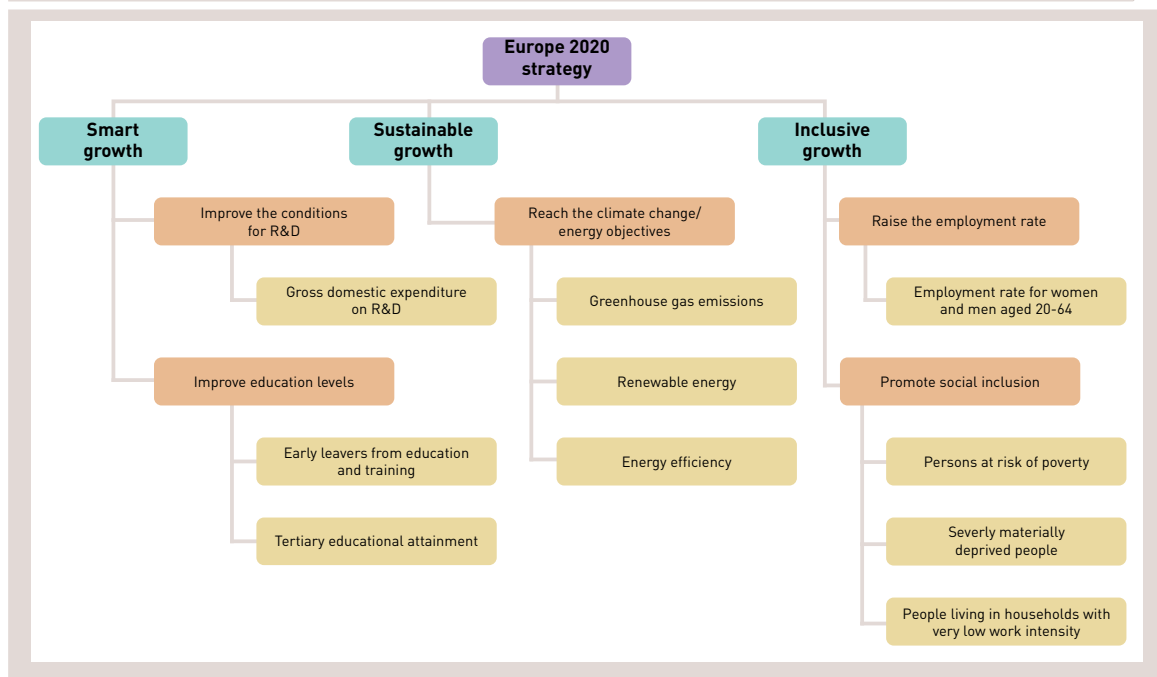 Europe 2020
strategy
Smart
growth
Improve the conditions
for R&D
Gross domestic expenditure
on R&D
Improve education levels
Early leavers from education
and training
Tertiary educational attainment
Sustainable
growth
Reach the climate change/
energy objectives
Greenhouse gas emissions
Renewable energy
Energy efficiency
Inclusive
growth
Raise the employment rate
Employment rate for women
and men aged 20-64
Promote social inclusion
Persons at risk of poverty
Severly materially
deprived people
People living in households with
very low work intensity